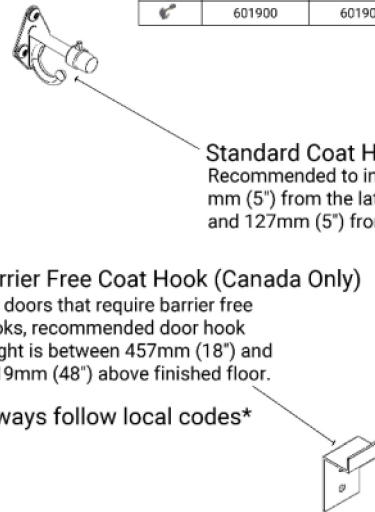 601900 6019
Standard Coat H
Recommended to in
mm (5") from the lat
and 127mm (5") fro
rrier Free Coat Hook (Canada Only)
doors that require barrier free
oks, recommended door hook
ght is between 457mm (18") and
19mm (48") above finished floor.
ways follow local codes*